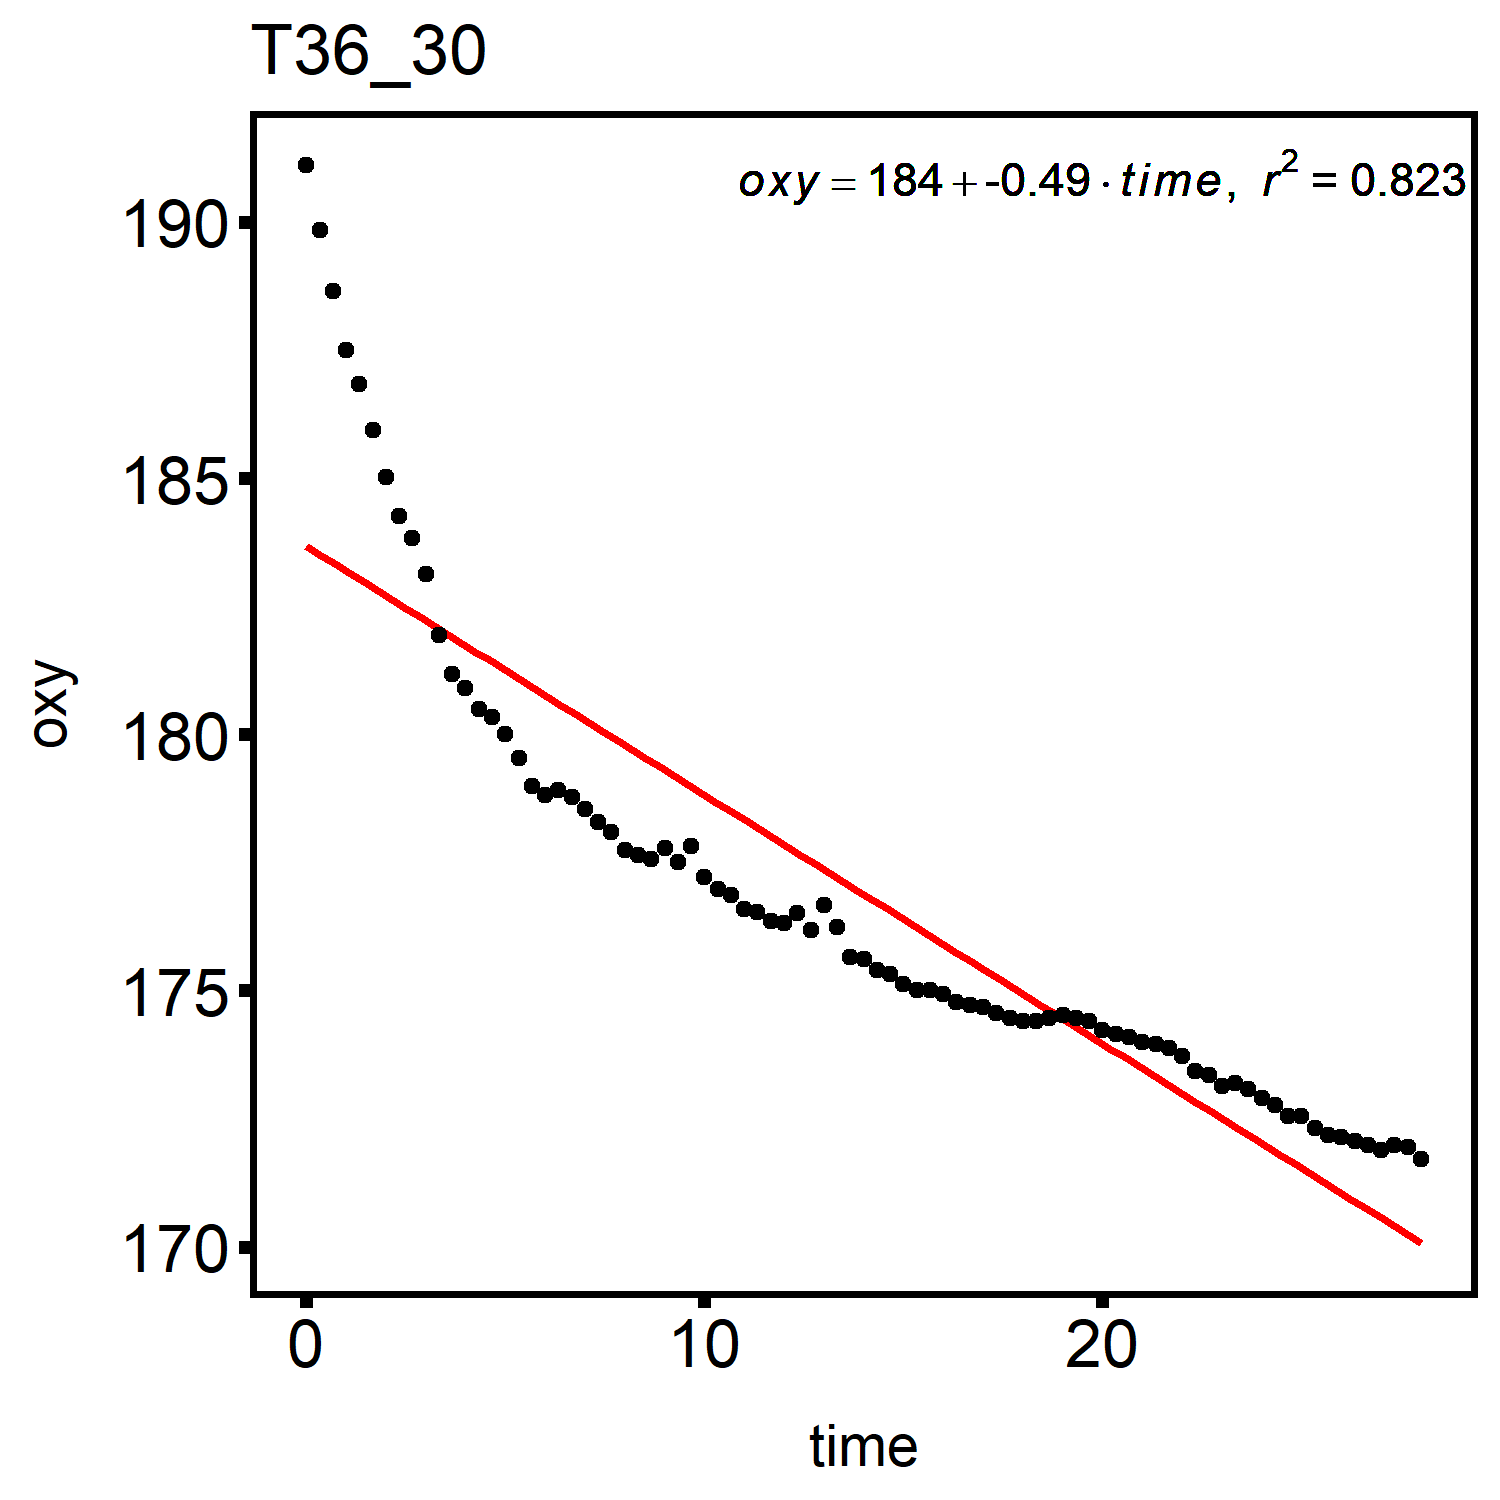 T36_30
oxy = 184 + -0.49 · time, r² = 0.823
190
185
180
175
170
oxy
0 10 20
time